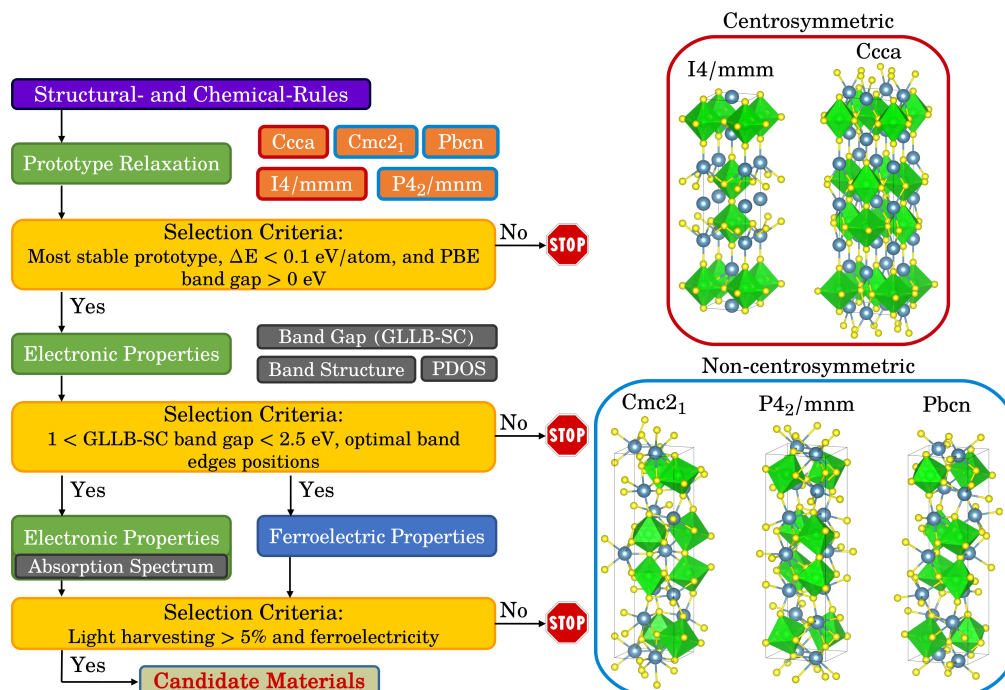 Structural- and Chemical-Rules
Prototype Relaxation
Ccca
Cmc2₁
Pbcn
I4/mmm
P4₂/mnm
Selection Criteria:
Most stable prototype, ΔE < 0.1 eV/atom, and PBE
band gap > 0 eV
No
STOP
Yes
Electronic Properties
Band Gap (GLLB-SC)
Band Structure
PDOS
Selection Criteria:
1 < GLLB-SC band gap < 2.5 eV, optimal band
edges positions
No
STOP
Yes
Yes
Electronic Properties
Absorption Spectrum
Ferroelectric Properties
Selection Criteria:
Light harvesting > 5% and ferroelectricity
No
STOP
Yes
Candidate Materials
Centrosymmetric
I4/mmm
Ccca
Non-centrosymmetric
Cmc2₁
P4₂/mnm
Pbcn